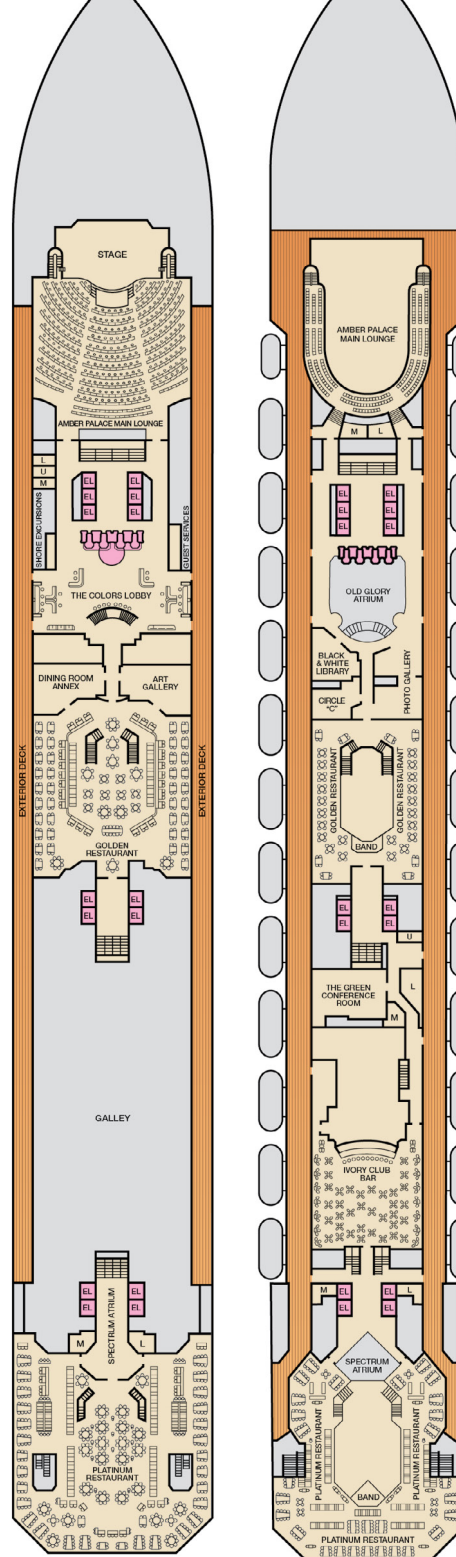 STAGE
AMBER PALACE MAIN LOUNGE
L
U
M
SHORE EXCURSIONS
EL EL
EL EL
EL EL
GUEST SERVICES
THE COLORS LOBBY
DINING ROOM
ANNEX
ART
GALLERY
EXTERIOR DECK
EXTERIOR DECK
GOLDEN
RESTAURANT
EL EL
EL EL
GALLEY
EL EL
EL EL
SPECTRUM ATRIUM
M
L
PLATINUM
RESTAURANT
AMBER PALACE
MAIN LOUNGE
M L
EL EL
EL EL
EL EL
OLD GLORY
ATRIUM
BLACK
& WHITE
LIBRARY
CIRCLE
"C"
PHOTO GALLERY
GOLDEN RESTAURANT
GOLDEN RESTAURANT
BAND
EL EL
EL EL
U
THE GREEN
CONFERENCE
ROOM
L
M
IVORY CLUB
BAR
M
EL EL
EL EL
L
SPECTRUM
ATRIUM
PLATINUM RESTAURANT
PLATINUM RESTAURANT
BAND
PLATINUM RESTAURANT